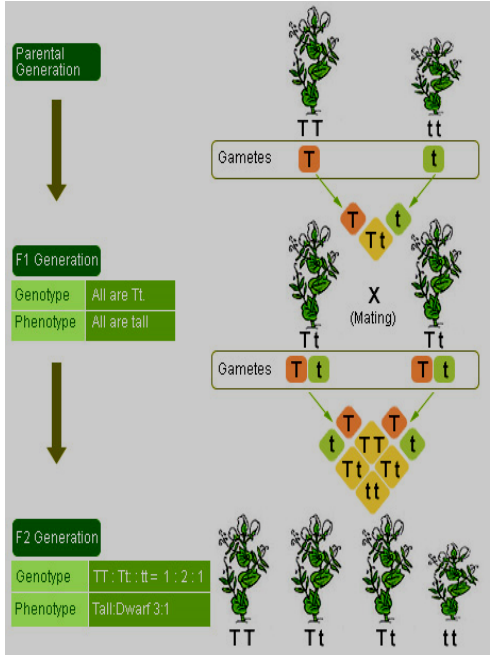 Parental
Generation
TT
tt
Gametes
T
t
T
t
Tt
F1 Generation
Genotype
All are Tt.
Phenotype
All are tall
X
(Mating)
Tt
Tt
Gametes
T
t
T
t
T
T
t
TT
t
Tt
Tt
tt
F2 Generation
Genotype
TT : Tt: : tt = 1 : 2 : 1
Phenotype
Tall:Dwarf 3:1
TT
Tt
Tt
tt